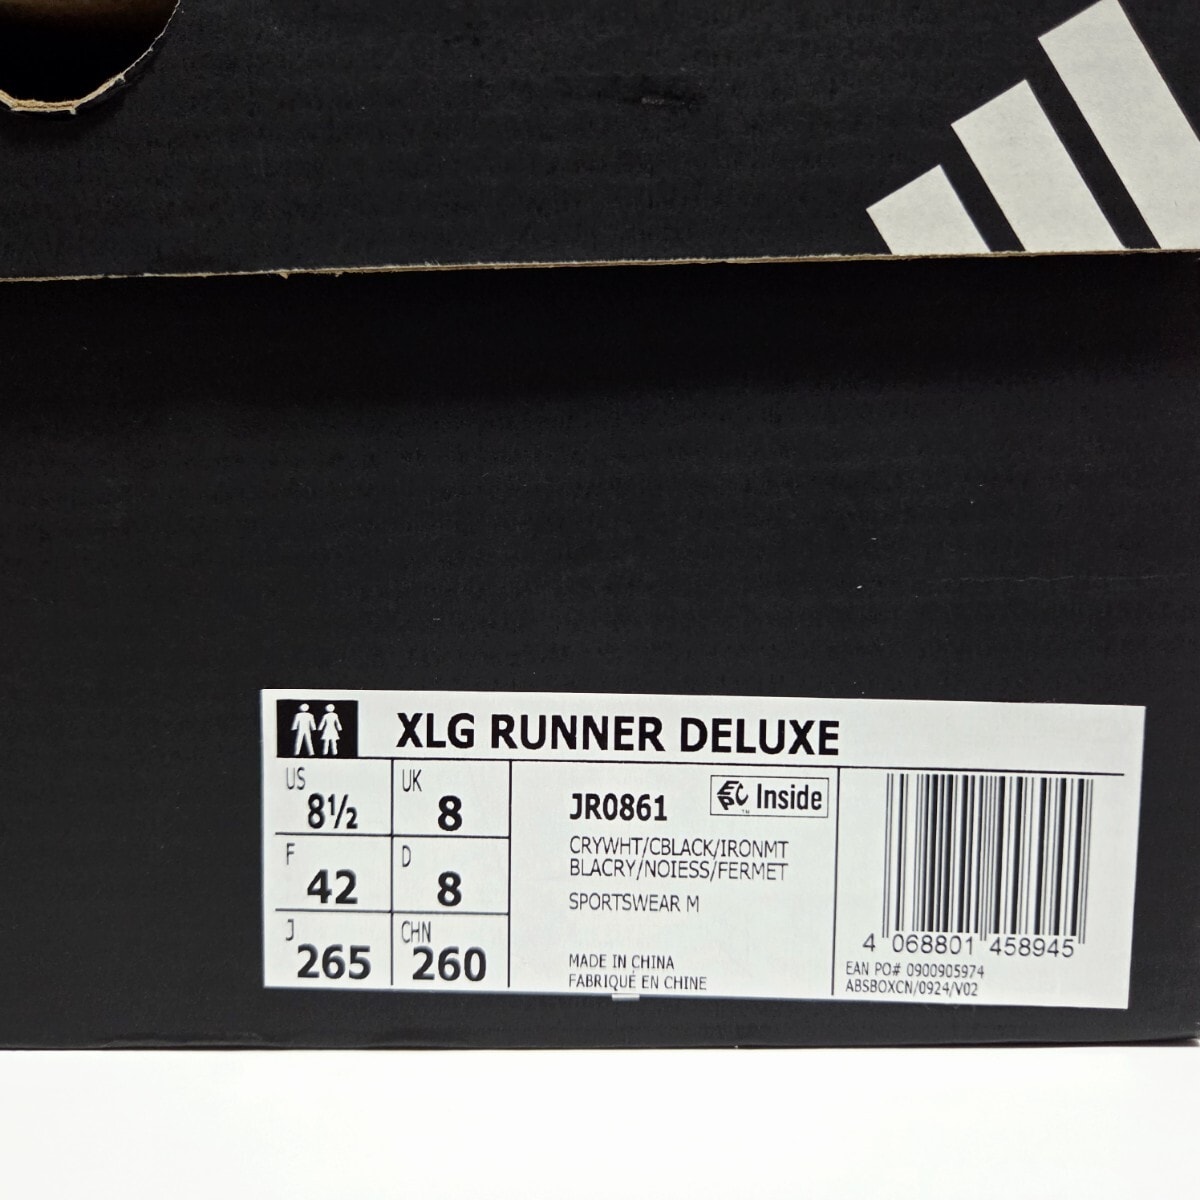 XLG RUNNER DELUXE
US 8½ UK 8
F 42 D 8
J 265 CHN 260
JR0861
EPC Inside
CRYWHT/CBLACK/IRONMT
BLACRY/NOIESS/FERMET
SPORTSWEAR M
MADE IN CHINA
FABRIQUÉ EN CHINE
4 068801 458945
EAN PO# 0900905974
ABSBOXCN/0924/V02